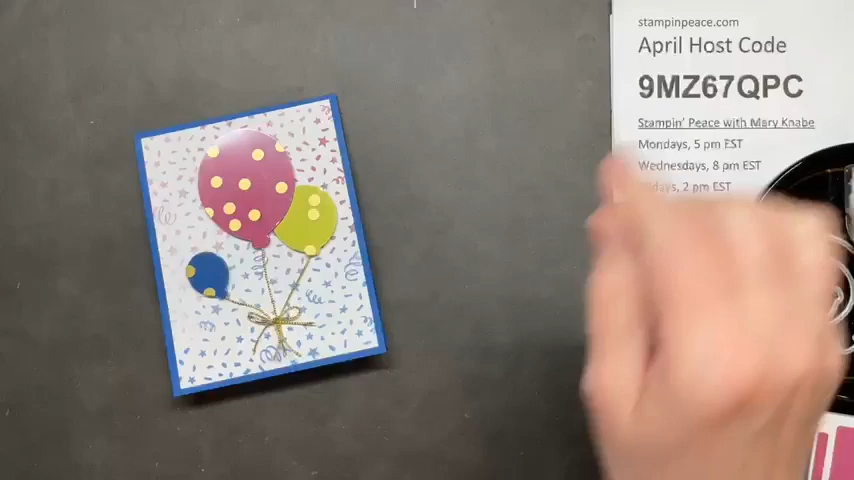 stampinpeace.com
April Host Code
9MZ67QPC
Stampin' Peace with Mary Knabe
Mondays, 5 pm EST
Wednesdays, 8 pm EST
2 pm EST